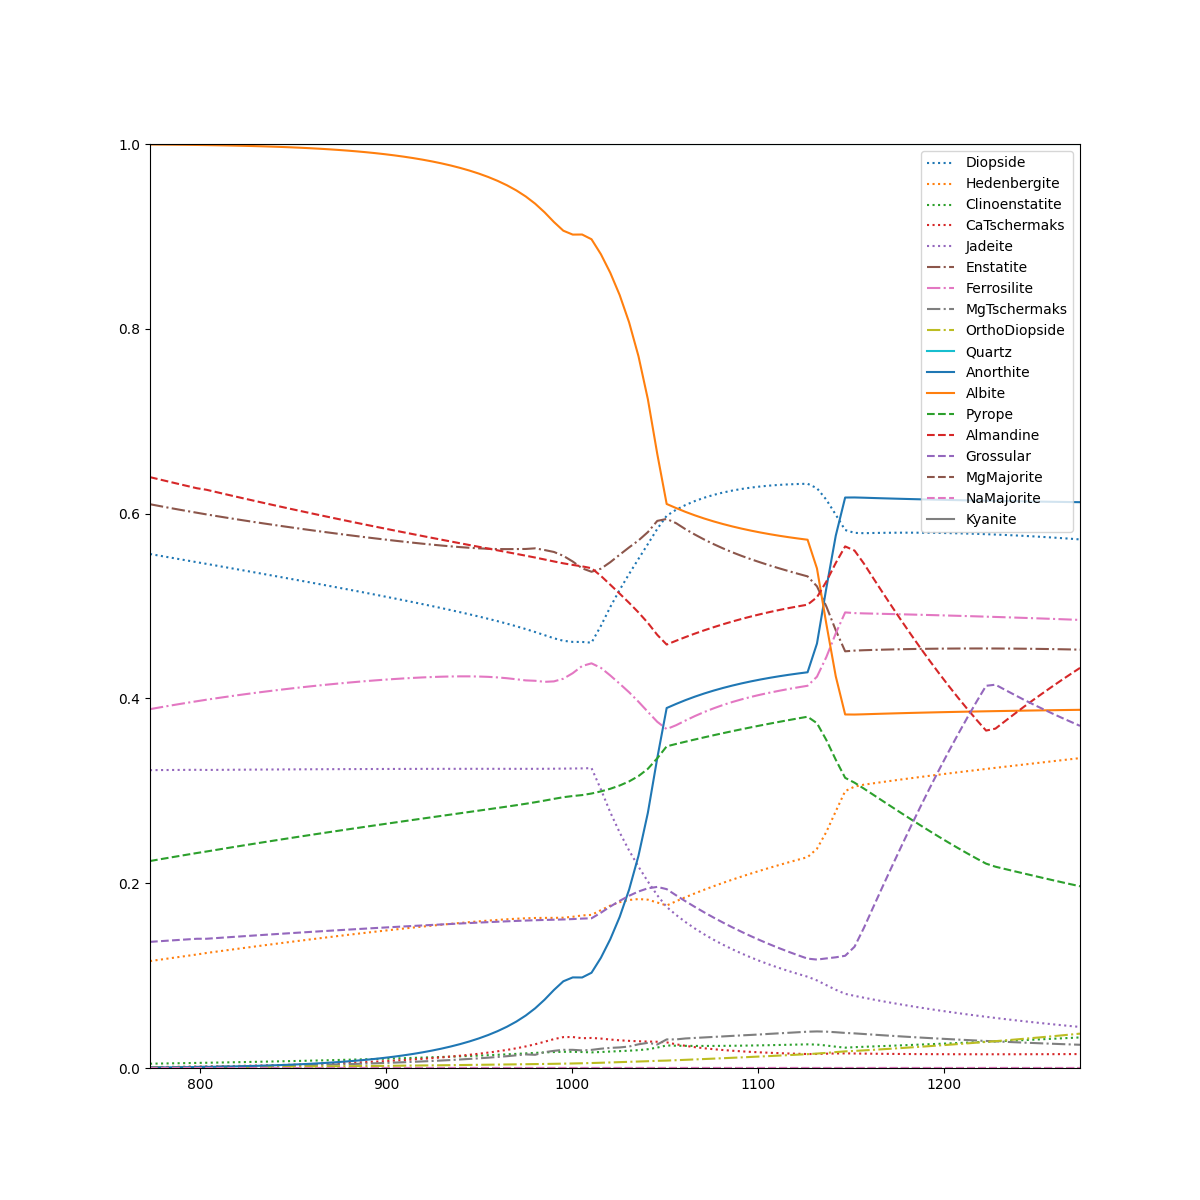 1.0
0.8
0.6
0.4
0.2
0.0
800 900 1000 1100 1200
Diopside
Hedenbergite
Clinoenstatite
CaTschermaks
Jadeite
Enstatite
Ferrosilite
MgTschermaks
OrthoDiopside
Quartz
Anorthite
Albite
Pyrope
Almandine
Grossular
MgMajorite
NaMajorite
Kyanite